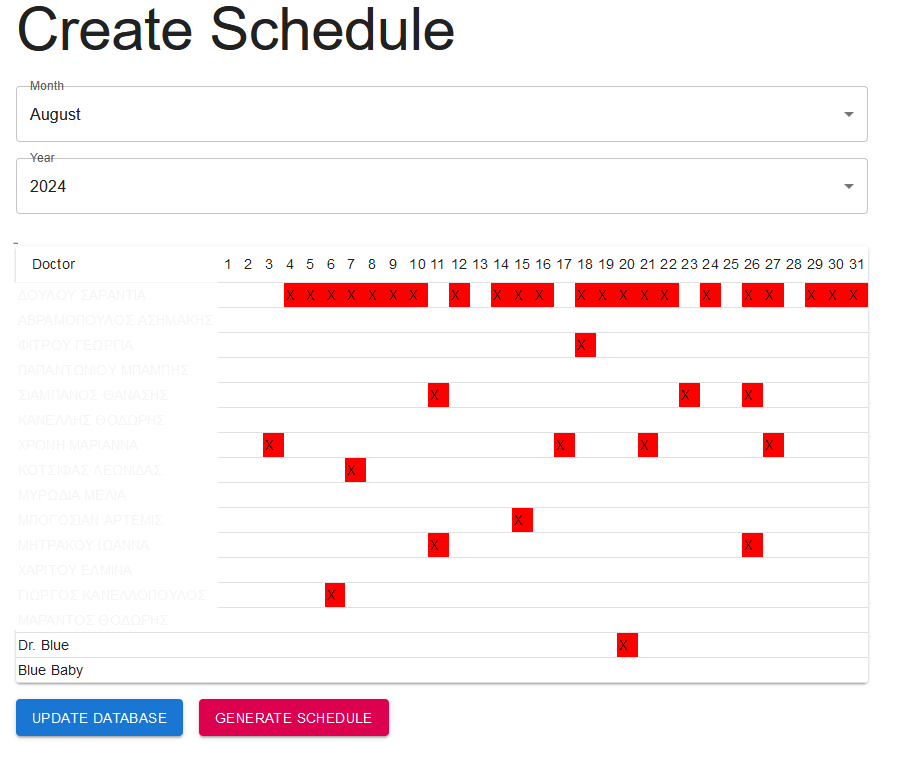 Create Schedule
Month
August
Year
2024
Doctor 1 2 3 4 5 6 7 8 9 10 11 12 13 14 15 16 17 18 19 20 21 22 23 24 25 26 27 28 29 30 31
ΔΟΥΛΟΥ ΣΑΡΑΝΤΙΑ X X X X X X X X X X X X X X X X X X X X X X
ΑΒΡΑΜΟΠΟΥΛΟΣ ΑΣΗΜΑΚΗΣ
ΦΙΤΡΟΥ ΓΕΩΡΓΙΑ X
ΠΑΠΑΝΤΩΝΙΟΥ ΜΠΑΜΠΗΣ
ΣΙΑΜΠΑΝΟΣ ΘΑΝΑΣΗΣ X X X
ΚΑΝΕΛΛΗΣ ΘΟΔΩΡΗΣ
ΧΡΟΝΗ ΜΑΡΙΑΝΝΑ X X X X
ΚΟΤΣΙΦΑΣ ΛΕΩΝΙΔΑΣ X
ΜΥΡΩΔΙΑ ΜΕΛΙΑ
ΜΠΟΓΟΣΙΑΝ ΑΡΤΕΜΙΣ X
ΜΗΤΡΑΚΟΥ ΙΩΑΝΝΑ X X
ΧΑΡΙΤΟΥ ΕΛΜΙΝΑ
ΓΙΩΡΓΟΣ ΚΑΝΕΛΛΟΠΟΥΛΟΣ X
ΜΑΡΑΝΤΟΣ ΘΟΔΩΡΗΣ
Dr. Blue X
Blue Baby
UPDATE DATABASE GENERATE SCHEDULE